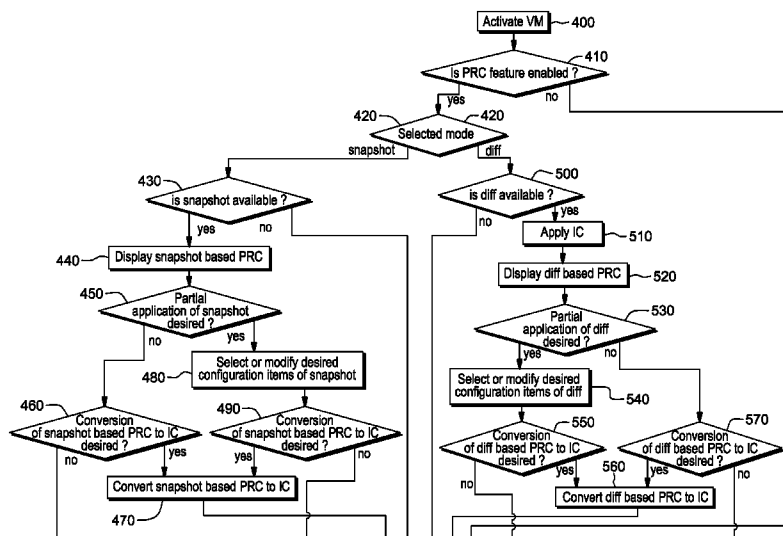 Activate VM
400
410
is PRC feature enabled ?
yes
no
420
420
Selected mode
snapshot
diff
430
is snapshot available ?
yes
no
500
is diff available ?
no
yes
440
Display snapshot based PRC
Apply IC
510
Display diff based PRC
520
450
Partial
application of snapshot
desired ?
no
yes
530
Partial
application of diff
desired ?
yes
no
480
Select or modify desired
configuration items of snapshot
Select or modify desired
configuration items of diff
540
460
Conversion
of snapshot based PRC to IC
desired ?
no
yes
490
Conversion
of snapshot based PRC to IC
desired ?
yes
no
550
Conversion
of diff based PRC to IC
desired ?
no
yes
570
Conversion
of diff based PRC to IC
desired ?
yes
no
Convert snapshot based PRC to IC
470
560
Convert diff based PRC to IC